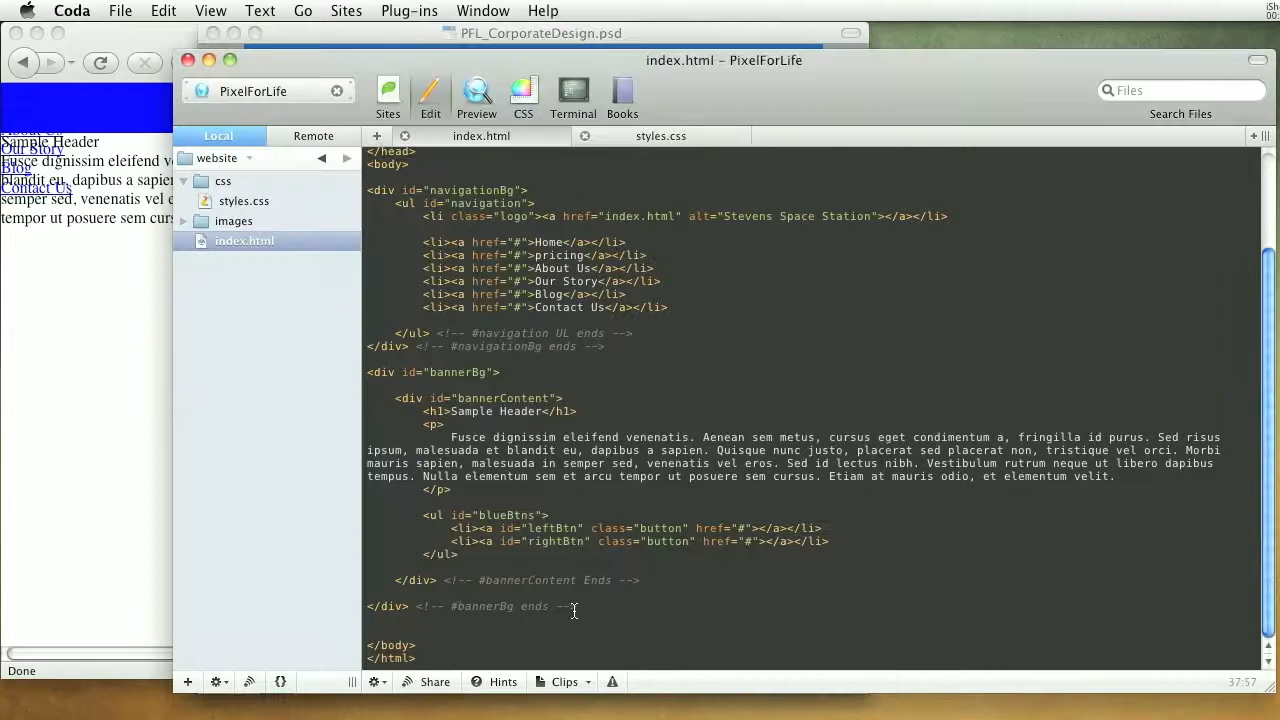 Coda File Edit View Text Go Sites Plug-ins Window Help
PFL_CorporateDesign.psd
index.html – PixelForLife
PixelForLife
Sites Edit Preview CSS Terminal Books
Files
Search Files
Local Remote
index.html styles.css
website
css
styles.css
images
index.html
About Us
Sample Header
Our Story
Fusce dignissim eleifend
Blog
blandit eu, dapibus a sapien
Contact Us
semper sed, venenatis vel
tempor ut posuere sem
Done
</head>
<body>
<div id="navigationBg">
<ul id="navigation">
<li class="logo"><a href="index.html" alt="Stevens Space Station"></a></li>
<li><a href="#">Home</a></li>
<li><a href="#">pricing</a></li>
<li><a href="#">About Us</a></li>
<li><a href="#">Our Story</a></li>
<li><a href="#">Blog</a></li>
<li><a href="#">Contact Us</a></li>
</ul> <!-- #navigation UL ends -->
</div> <!-- #navigationBg ends -->
<div id="bannerBg">
<div id="bannerContent">
<h1>Sample Header</h1>
<p>
Fusce dignissim eleifend venenatis. Aenean sem metus, cursus eget condimentum a, fringilla id purus. Sed risus
ipsum, malesuada et blandit eu, dapibus a sapien. Quisque nunc justo, placerat sed placerat non, tristique vel orci. Morbi
mauris sapien, malesuada in semper sed, venenatis vel eros. Sed id lectus nibh. Vestibulum rutrum neque ut libero dapibus
tempus. Nulla elementum sem et arcu tempor ut posuere sem cursus. Etiam at mauris odio, et elementum velit.
</p>
<ul id="blueBtns">
<li><a id="leftBtn" class="button" href="#"></a></li>
<li><a id="rightBtn" class="button" href="#"></a></li>
</ul>
</div> <!-- #bannerContent Ends -->
</div> <!-- #bannerBg ends -->
</body>
</html>
Share Hints Clips
37:57